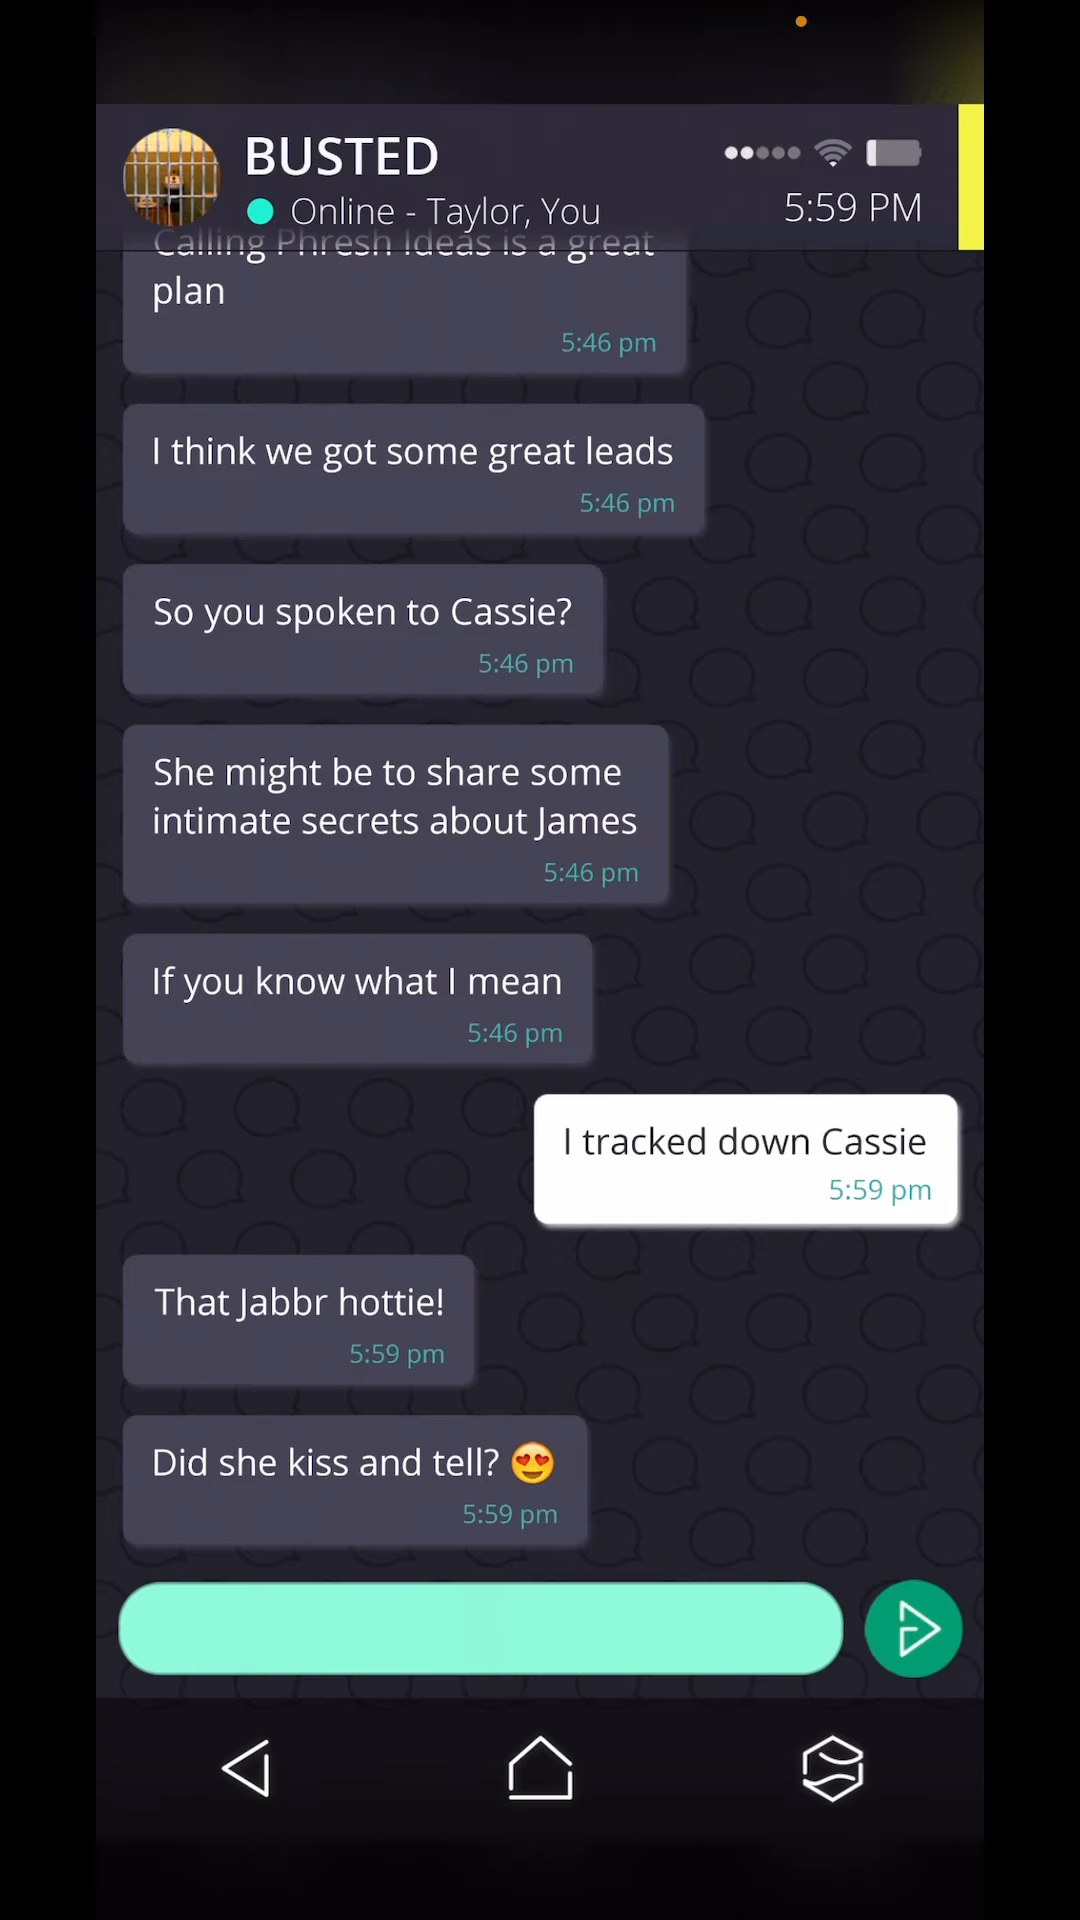 BUSTED
Online - Taylor, You
5:59 PM
Calling Phresh Ideas is a great
plan
5:46 pm
I think we got some great leads
5:46 pm
So you spoken to Cassie?
5:46 pm
She might be to share some
intimate secrets about James
5:46 pm
If you know what I mean
5:46 pm
I tracked down Cassie
5:59 pm
That Jabbr hottie!
5:59 pm
Did she kiss and tell? 😍
5:59 pm